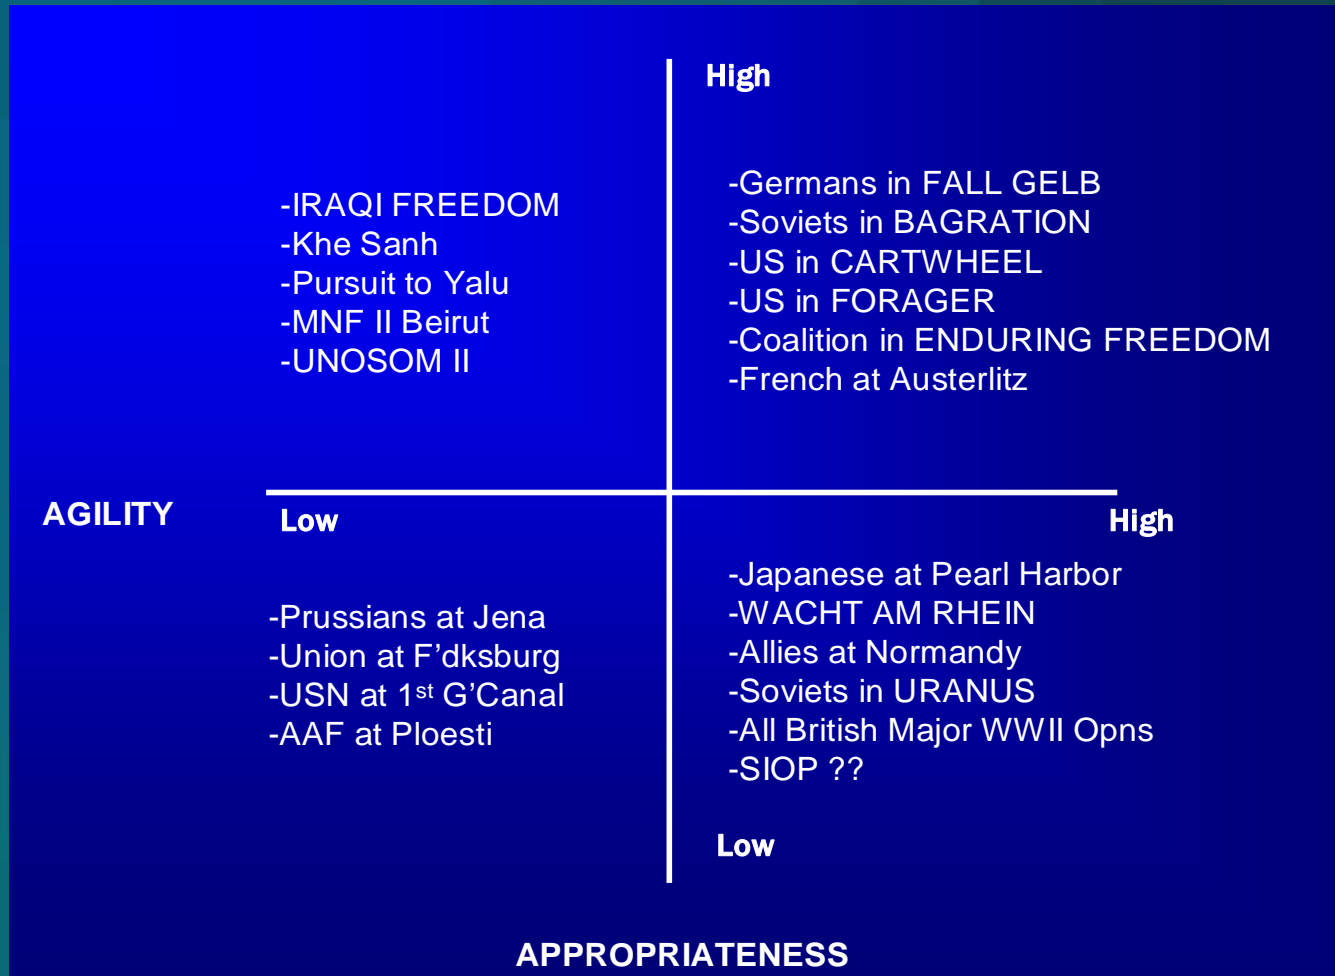 High
-IRAQI FREEDOM
-Khe Sanh
-Pursuit to Yalu
-MNF II Beirut
-UNOSOM II
-Germans in FALL GELB
-Soviets in BAGRATION
-US in CARTWHEEL
-US in FORAGER
-Coalition in ENDURING FREEDOM
-French at Austerlitz
AGILITY
Low
High
-Prussians at Jena
-Union at F’dksburg
-USN at 1st G’Canal
-AAF at Ploesti
-Japanese at Pearl Harbor
-WACHT AM RHEIN
-Allies at Normandy
-Soviets in URANUS
-All British Major WWII Opns
-SIOP ??
Low
APPROPRIATENESS